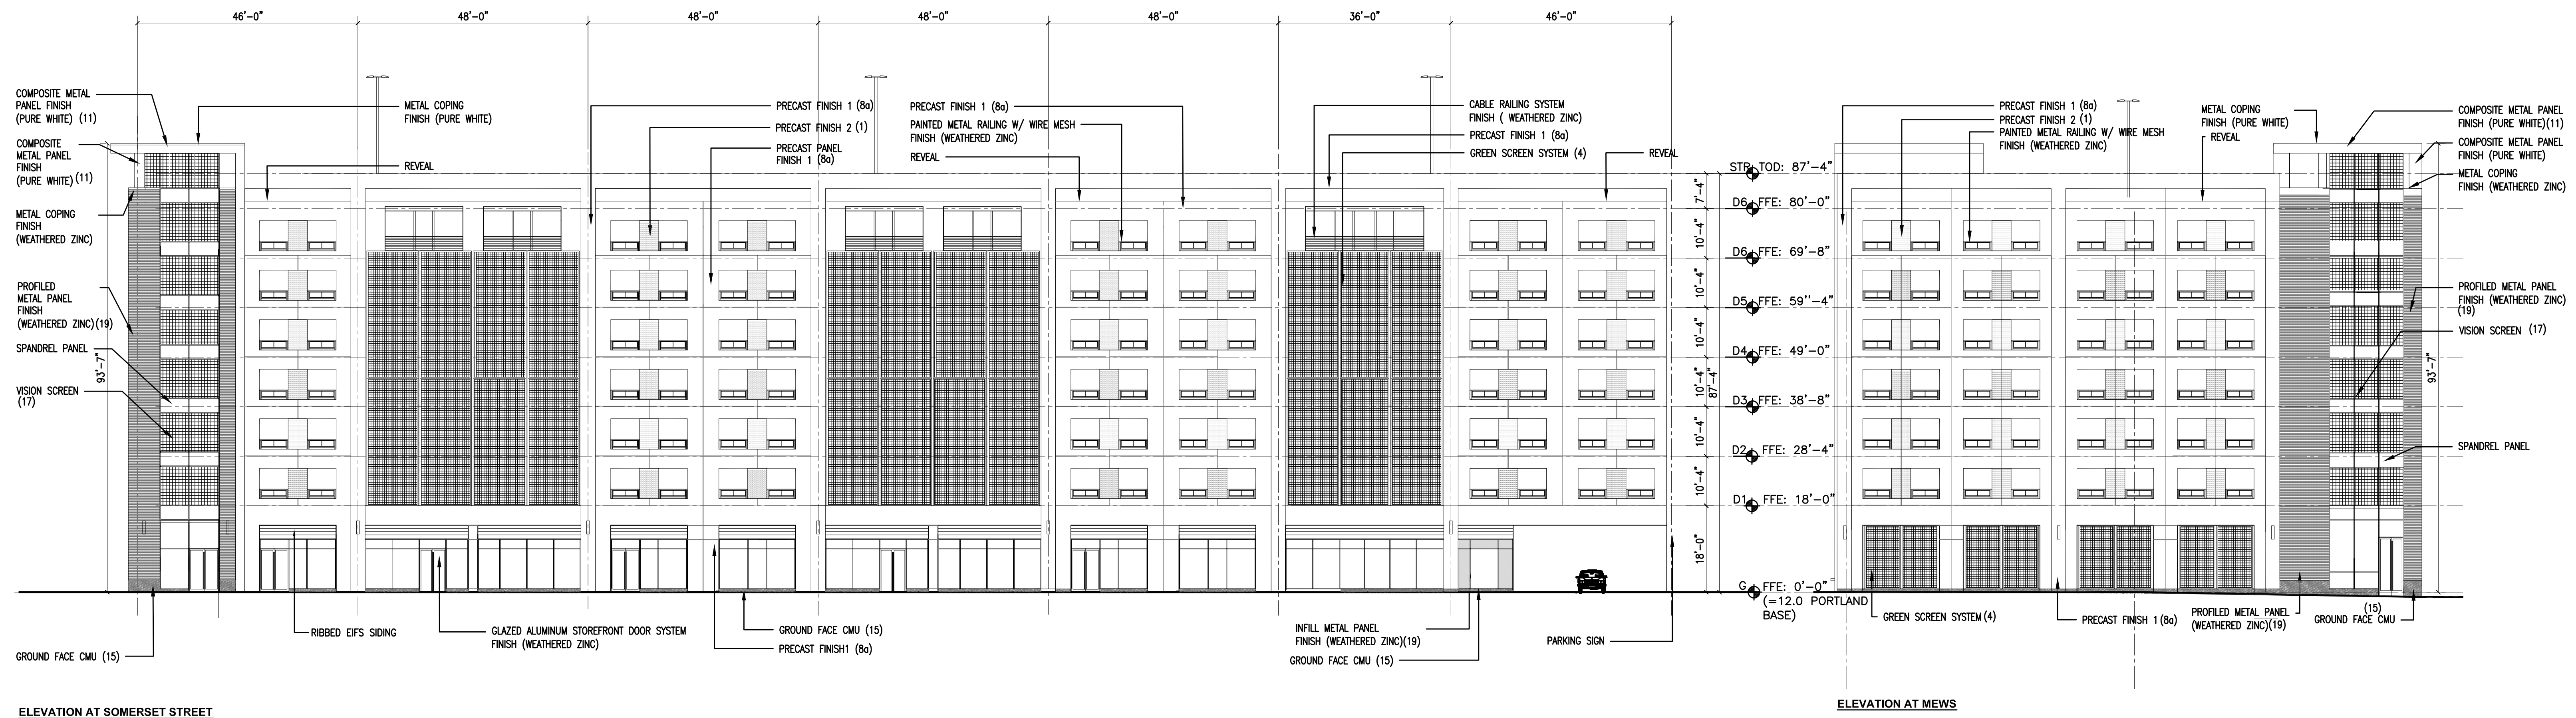 46'-0"
48'-0"
48'-0"
48'-0"
48'-0"
36'-0"
46'-0"
COMPOSITE METAL
PANEL FINISH
(PURE WHITE) (11)
COMPOSITE
METAL PANEL
FINISH
(PURE WHITE) (11)
METAL COPING
FINISH
(WEATHERED ZINC)
PROFILED
METAL PANEL
FINISH
(WEATHERED ZINC)(19)
SPANDREL PANEL
93'-7"
VISION SCREEN
(17)
GROUND FACE CMU (15)
METAL COPING
FINISH (PURE WHITE)
REVEAL
PRECAST FINISH 1 (8a)
PRECAST FINISH 2 (1)
PRECAST PANEL
FINISH 1 (8a)
PRECAST FINISH 1 (8a)
PAINTED METAL RAILING W/ WIRE MESH
FINISH (WEATHERED ZINC)
REVEAL
CABLE RAILING SYSTEM
FINISH ( WEATHERED ZINC)
PRECAST FINISH 1 (8a)
GREEN SCREEN SYSTEM (4)
REVEAL
RIBBED EIFS SIDING
GLAZED ALUMINUM STOREFRONT DOOR SYSTEM
FINISH (WEATHERED ZINC)
GROUND FACE CMU (15)
PRECAST FINISH1 (8a)
INFILL METAL PANEL
FINISH (WEATHERED ZINC)(19)
GROUND FACE CMU (15)
PARKING SIGN
7'-4"
10'-4"
10'-4"
10'-4"
10'-4"
10'-4"
10'-4"
18'-0"
87'-4"
STR TOD: 87'-4"
D6 FFE: 80'-0"
D6 FFE: 69'-8"
D5 FFE: 59''-4"
D4 FFE: 49'-0"
D3 FFE: 38'-8"
D2 FFE: 28'-4"
D1 FFE: 18'-0"
G FFE: 0'-0"
(=12.0 PORTLAND
BASE)
PRECAST FINISH 1 (8a)
PRECAST FINISH 2 (1)
PAINTED METAL RAILING W/ WIRE MESH
FINISH (WEATHERED ZINC)
METAL COPING
FINISH (PURE WHITE)
REVEAL
COMPOSITE METAL PANEL
FINISH (PURE WHITE)(11)
COMPOSITE METAL PANEL
FINISH (PURE WHITE)
METAL COPING
FINISH (WEATHERED ZINC)
PROFILED METAL PANEL
FINISH (WEATHERED ZINC)
(19)
VISION SCREEN (17)
93'-7"
SPANDREL PANEL
GREEN SCREEN SYSTEM (4)
PRECAST FINISH 1 (8a)
PROFILED METAL PANEL
(WEATHERED ZINC)(19)
(15)
GROUND FACE CMU
ELEVATION AT SOMERSET STREET
ELEVATION AT MEWS